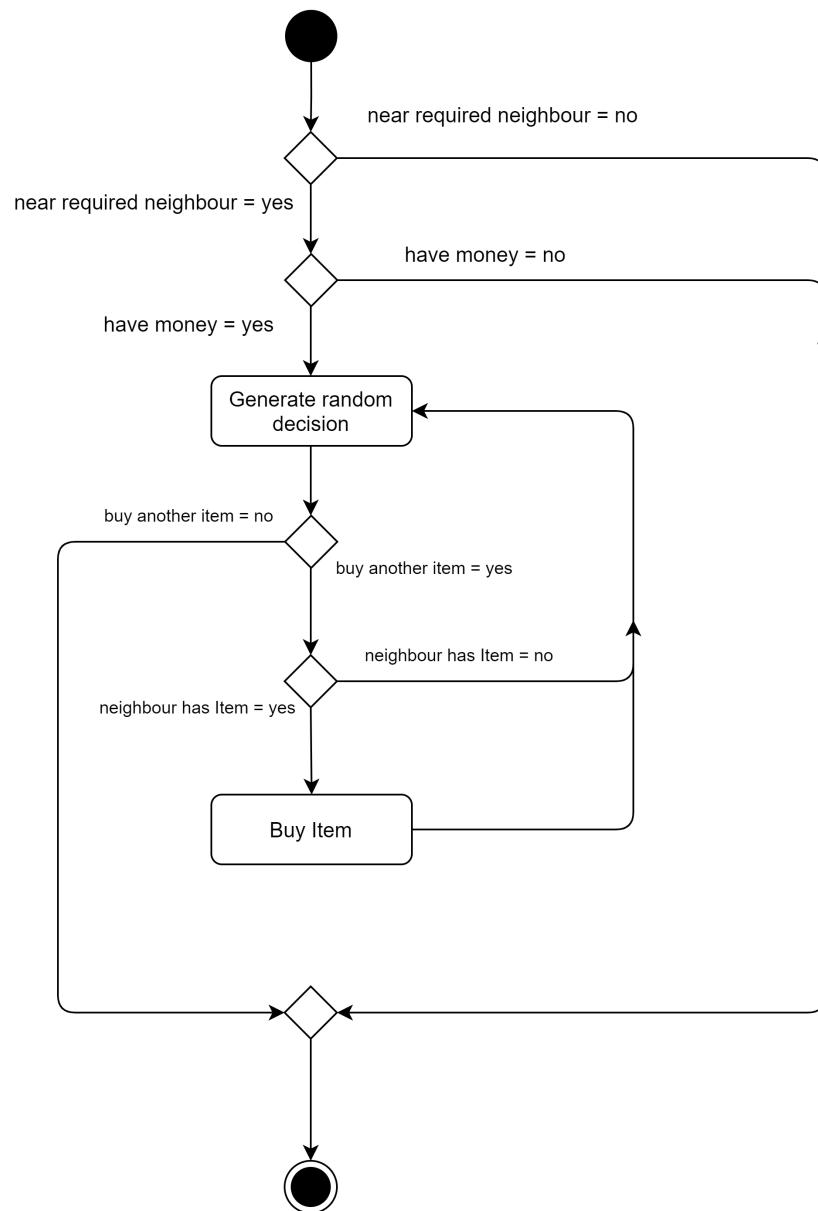 near required neighbour = no
near required neighbour = yes
have money = no
have money = yes
Generate random
decision
buy another item = no
buy another item = yes
neighbour has Item = no
neighbour has Item = yes
Buy Item